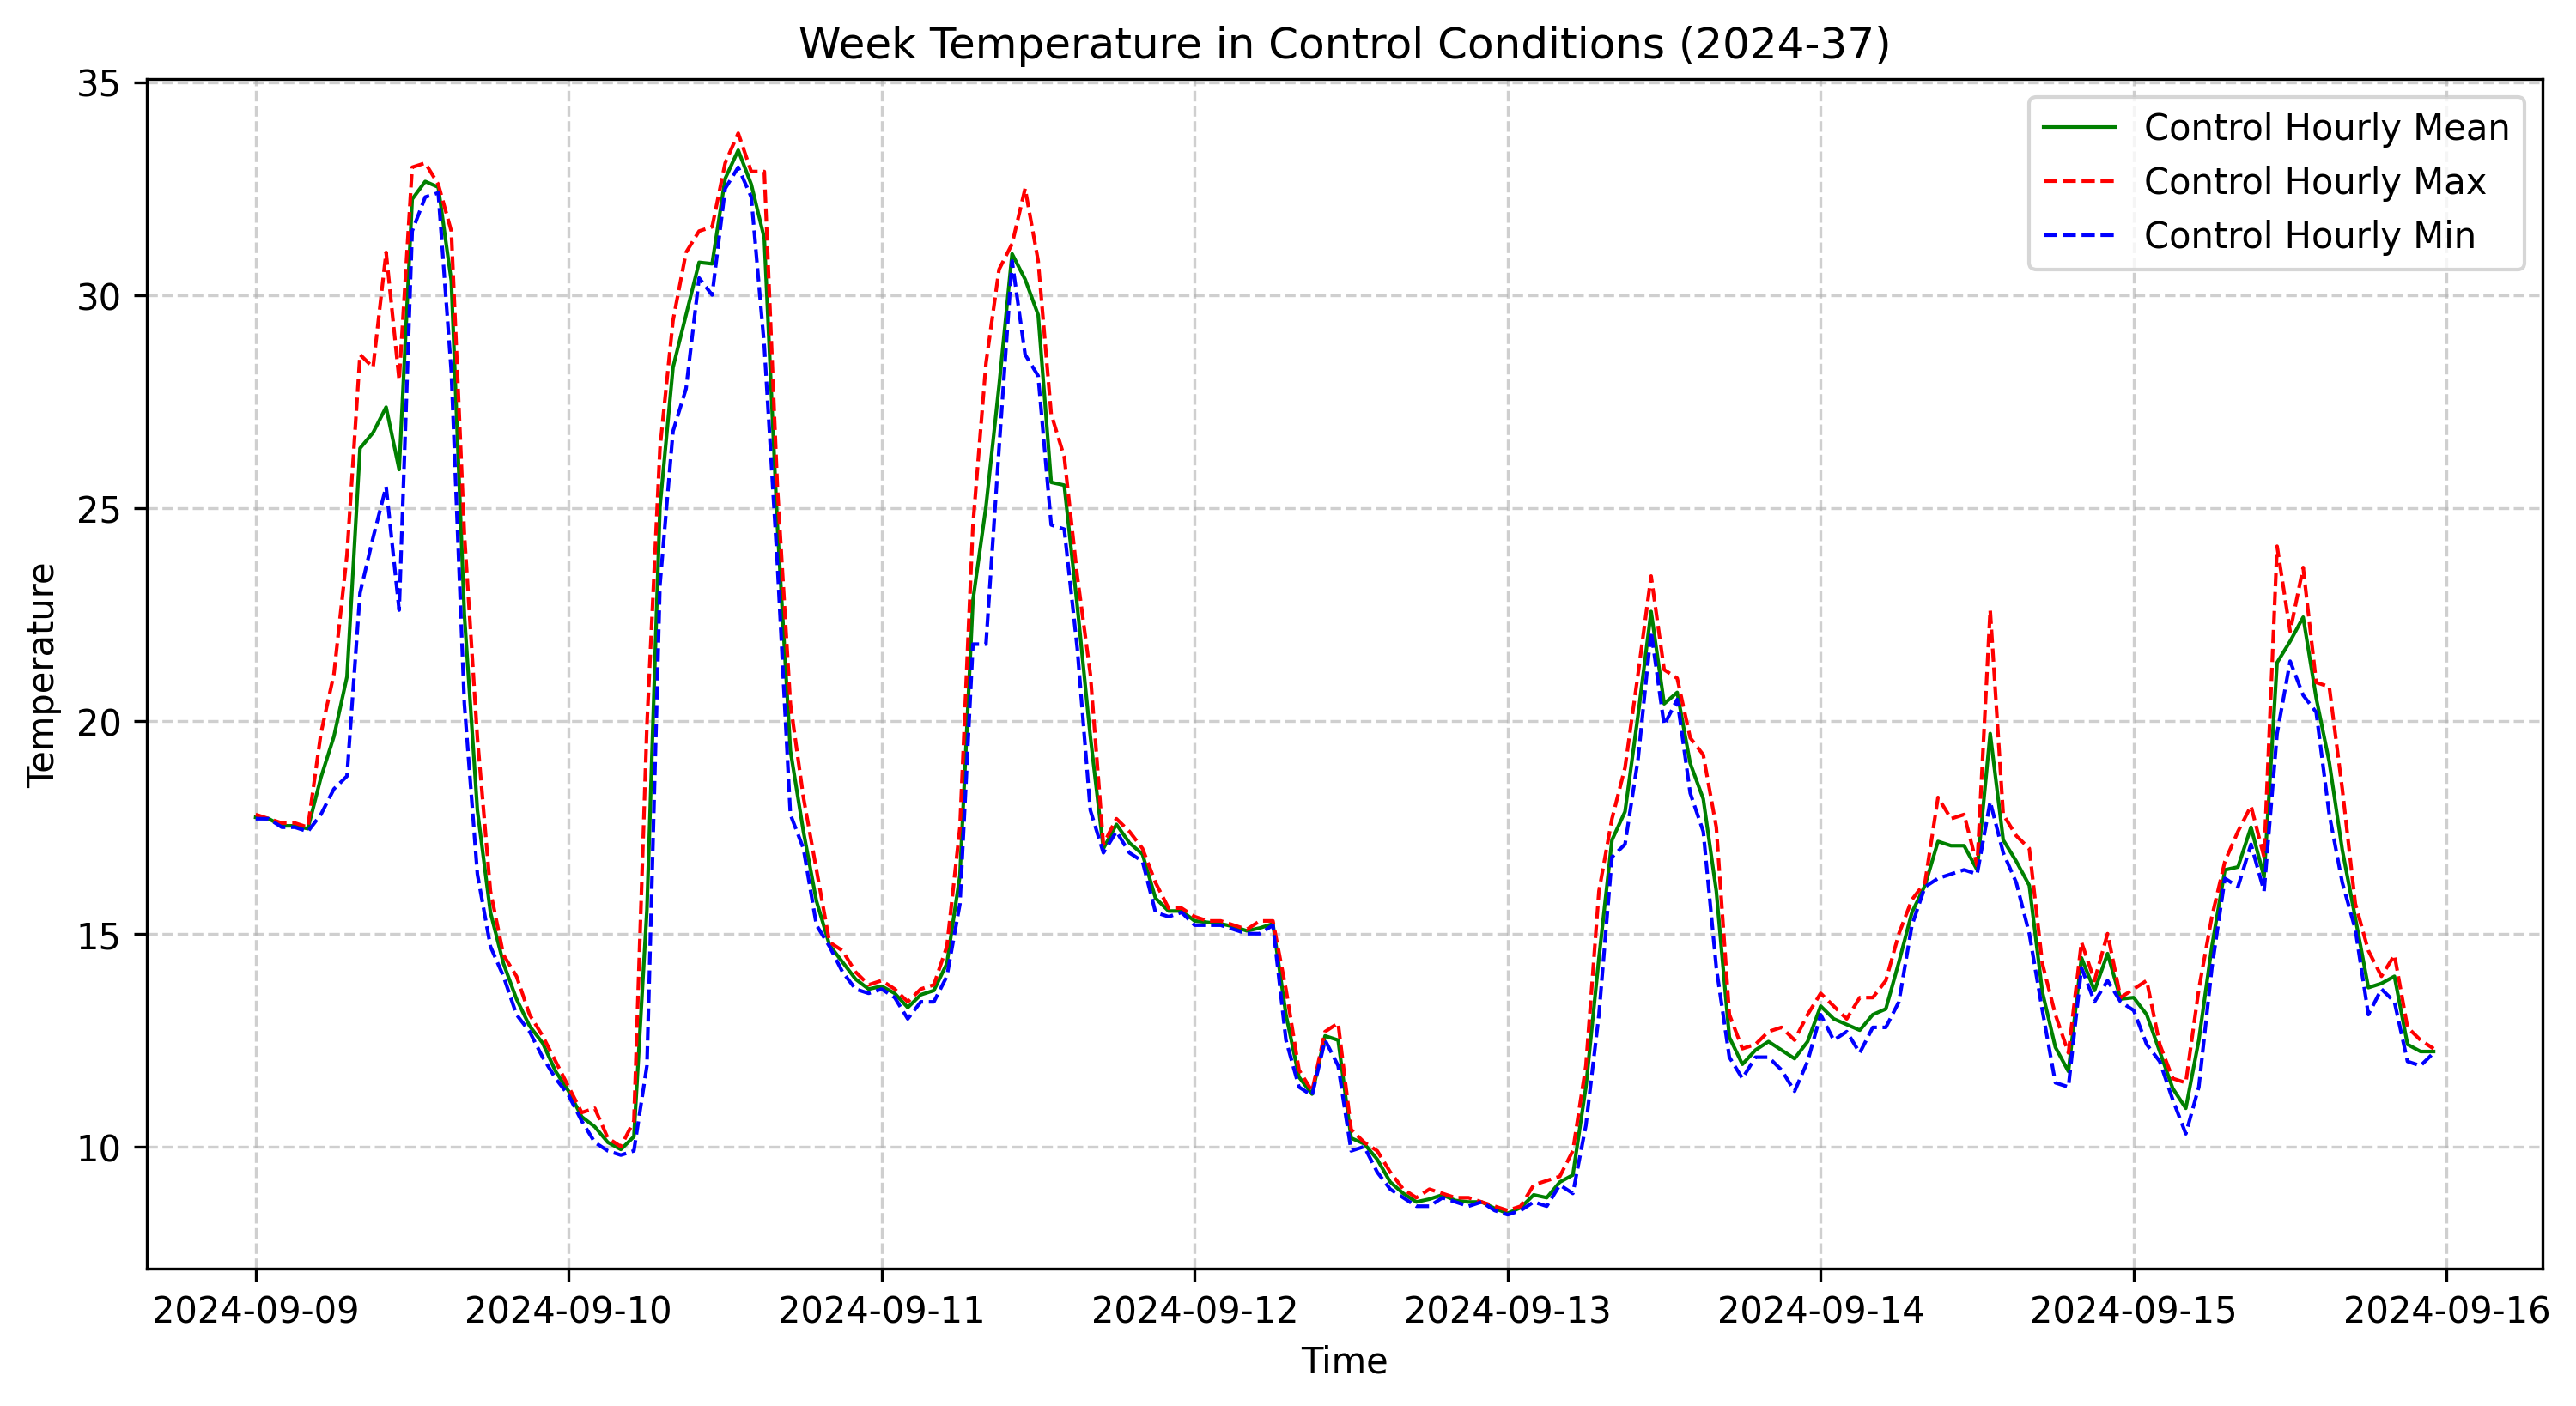 Week Temperature in Control Conditions (2024-37)
Control Hourly Mean
Control Hourly Max
Control Hourly Min
Temperature
35
30
25
20
15
10
2024-09-09 2024-09-10 2024-09-11 2024-09-12 2024-09-13 2024-09-14 2024-09-15 2024-09-16
Time